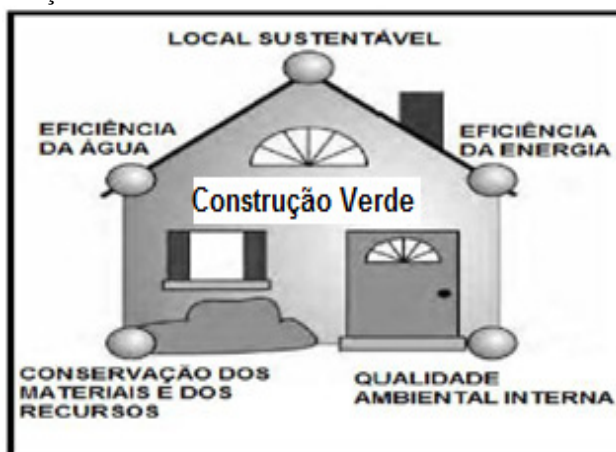 LOCAL SUSTENTÁVEL
EFICIÊNCIA
DA ÁGUA
EFICIÊNCIA
DA ENERGIA
Construção Verde
CONSERVAÇÃO DOS
MATERIAIS E DOS
RECURSOS
QUALIDADE
AMBIENTAL INTERNA